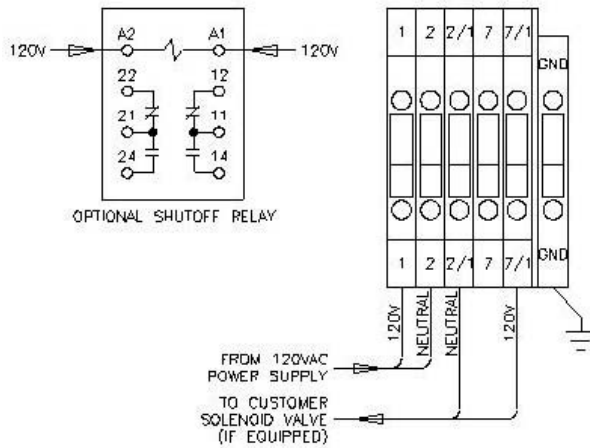 A2 A1
120V 120V
22 12
21 11
24 14
OPTIONAL SHUTOFF RELAY
1 2 2/1 7 7/1
GND
1 2 2/1 7 7/1 GND
120V NEUTRAL NEUTRAL 120V
FROM 120VAC
POWER SUPPLY
TO CUSTOMER
SOLENOID VALVE
(IF EQUIPPED)